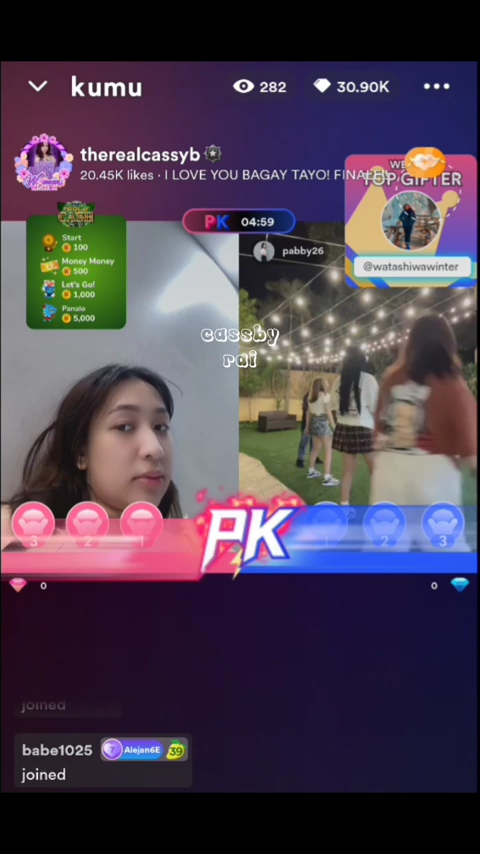 kumu
282
30.90K
therealcassyb
20.45K likes · I LOVE YOU BAGAY TAYO! FINALE!
TOP GIFTER
@watashiwawinter
CASH
Start
100
Money Money
500
Let's Go!
1,000
Panalo
5,000
PK 04:59
pabby26
cassby
rai
3
2
1
PK
1
2
3
0
0
joined
babe1025 Alejan6E 39
joined